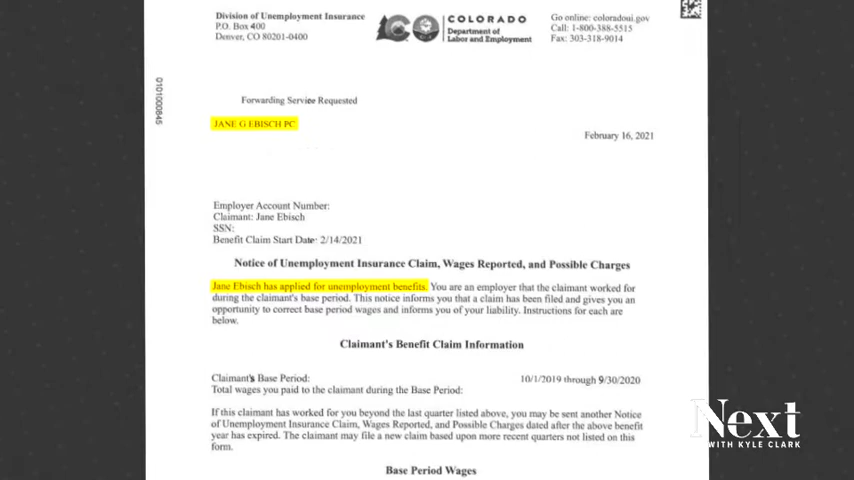 Division of Unemployment Insurance
P.O. Box 400
Denver, CO 80201-0400
COLORADO
Department of
Labor and Employment
Go online: coloradoui.gov
Call: 1-800-388-5515
Fax: 303-318-9014
0101000845
Forwarding Service Requested
JANE G EBISCH PC
February 16, 2021
Employer Account Number:
Claimant: Jane Ebisch
SSN:
Benefit Claim Start Date: 2/14/2021
Notice of Unemployment Insurance Claim, Wages Reported, and Possible Charges
Jane Ebisch has applied for unemployment benefits. You are an employer that the claimant worked for
during the claimant's base period. This notice informs you that a claim has been filed and gives you an
opportunity to correct base period wages and informs you of your liability. Instructions for each are
below.
Claimant's Benefit Claim Information
Claimant's Base Period: 10/1/2019 through 9/30/2020
Total wages you paid to the claimant during the Base Period:
If this claimant has worked for you beyond the last quarter listed above, you may be sent another Notice
of Unemployment Insurance Claim, Wages Reported, and Possible Charges dated after the above benefit
year has expired. The claimant may file a new claim based upon more recent quarters not listed on this
form.
Base Period Wages
Next
WITH KYLE CLARK